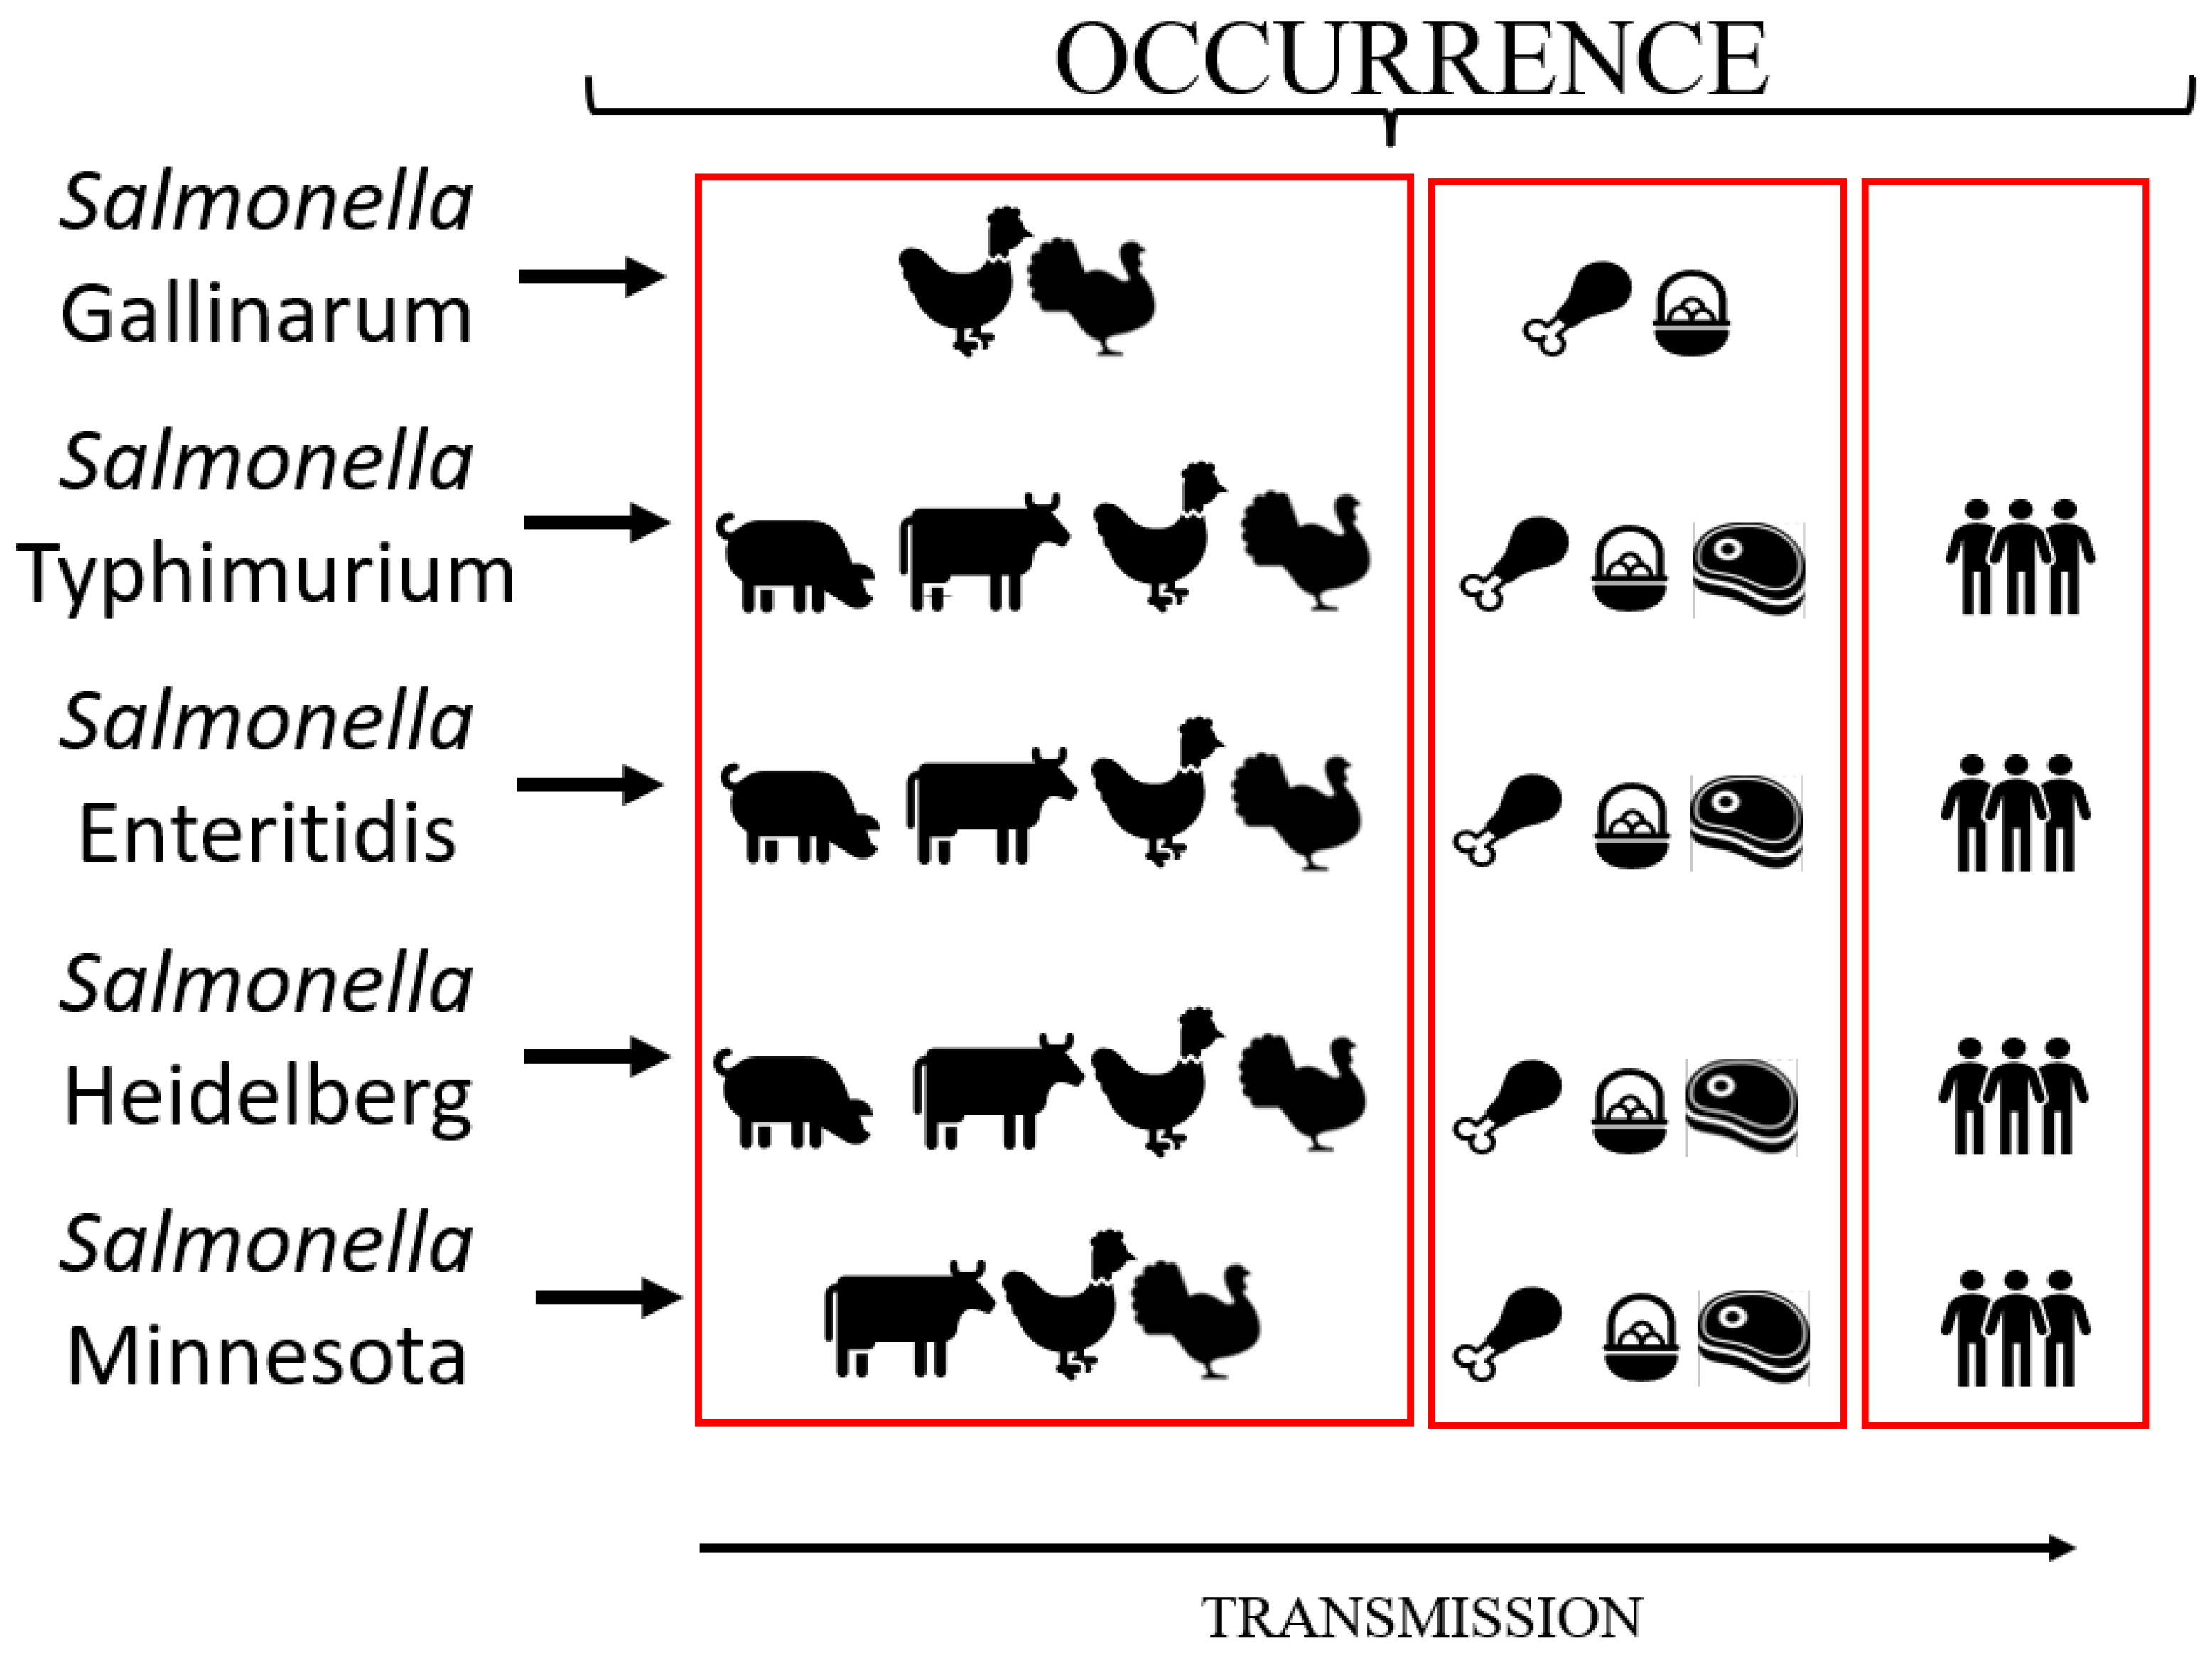 OCCURRENCE
Salmonella
Gallinarum
Salmonella
Typhimurium
Salmonella
Enteritidis
Salmonella
Heidelberg
Salmonella
Minnesota
TRANSMISSION